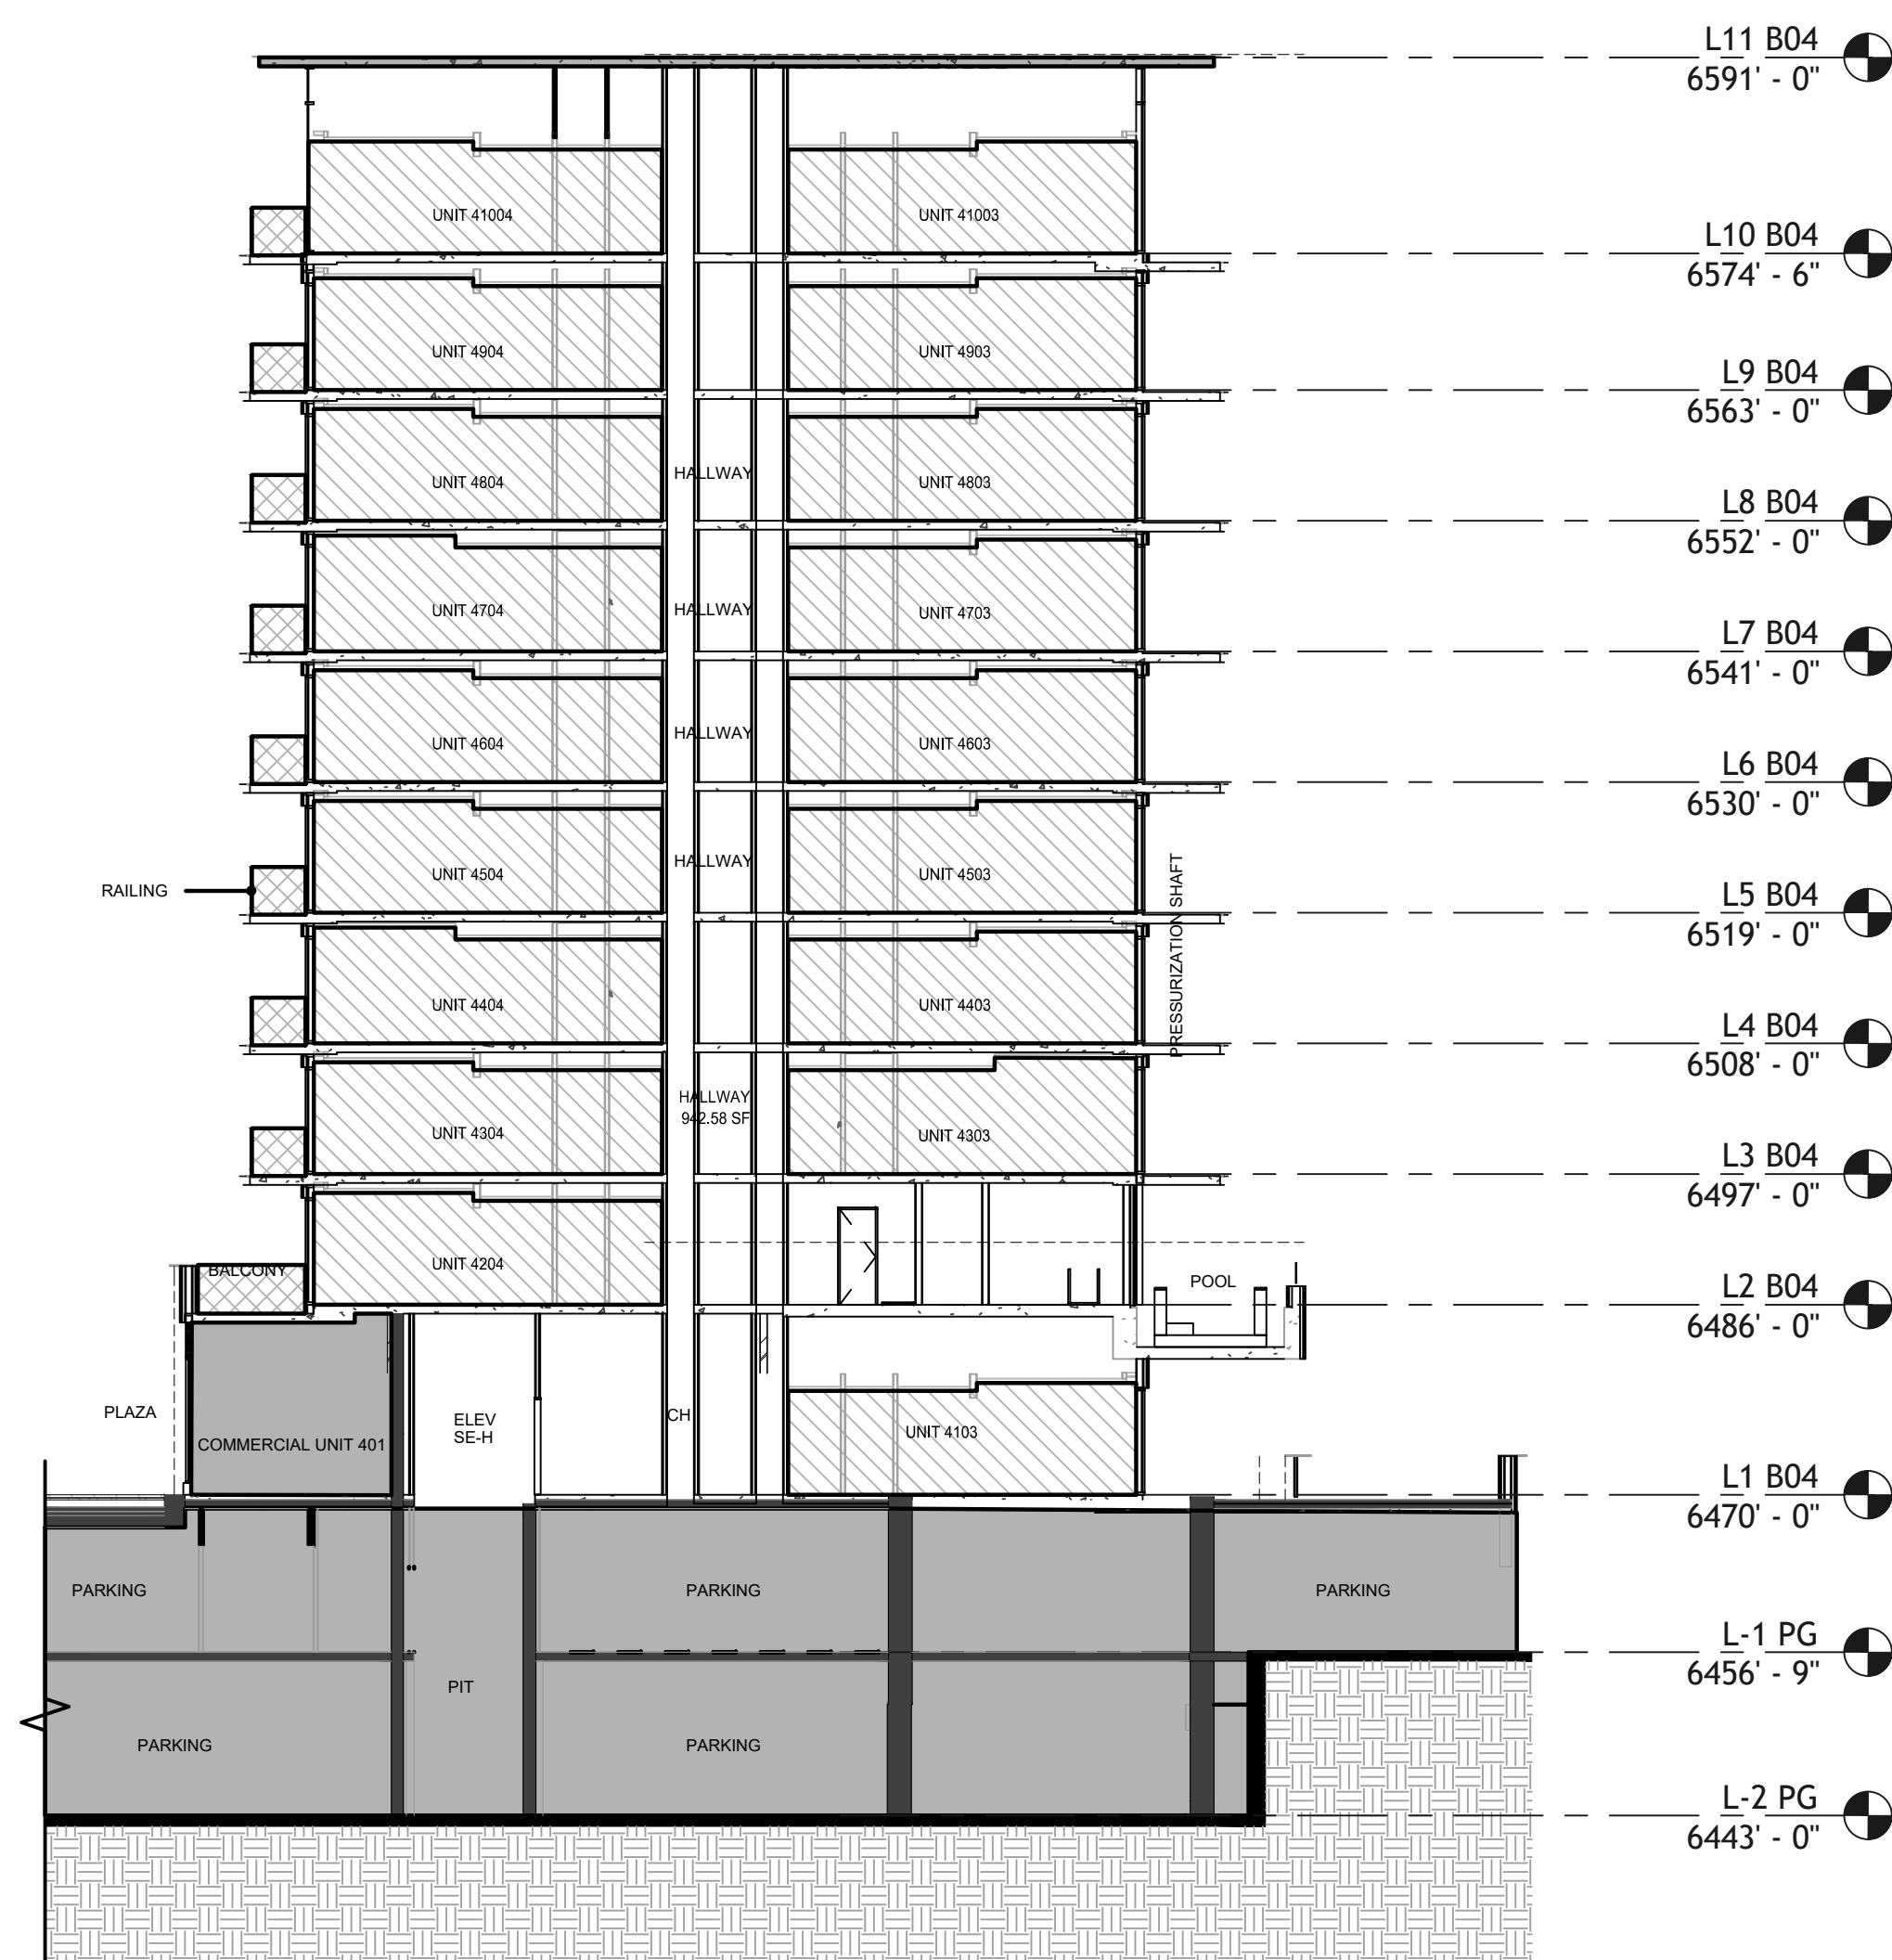 L11 B04
6591' - 0"
UNIT 41004
UNIT 41003
L10 B04
6574' - 6"
UNIT 4904
UNIT 4903
L9 B04
6563' - 0"
UNIT 4804
HALLWAY
UNIT 4803
L8 B04
6552' - 0"
UNIT 4704
HALLWAY
UNIT 4703
L7 B04
6541' - 0"
UNIT 4604
HALLWAY
UNIT 4603
L6 B04
6530' - 0"
RAILING
UNIT 4504
HALLWAY
UNIT 4503
PRESSURIZATION SHAFT
L5 B04
6519' - 0"
UNIT 4404
UNIT 4403
L4 B04
6508' - 0"
UNIT 4304
HALLWAY
942.58 SF
UNIT 4303
L3 B04
6497' - 0"
BALCONY
UNIT 4204
POOL
L2 B04
6486' - 0"
PLAZA
COMMERCIAL UNIT 401
ELEV
SE-H
CH
UNIT 4103
L1 B04
6470' - 0"
PARKING
PARKING
PARKING
L-1 PG
6456' - 9"
PIT
PARKING
PARKING
L-2 PG
6443' - 0"